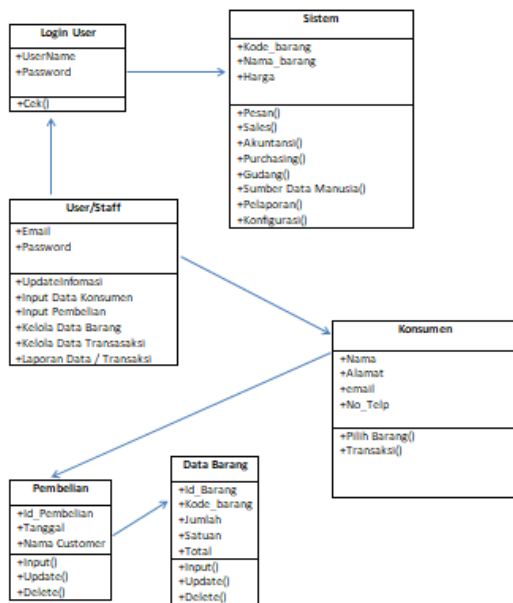 Login User
+UserName
+Password
+Cek()
Sistem
+Kode_barang
+Nama_barang
+Harga
+Pesan()
+Sales()
+Akuntansi()
+Purchasing()
+Gudang()
+Sumber Data Manusia()
+Pelaporan()
+Konfigurasi()
User/Staff
+Email
+Password
+UpdateInfomasi
+Input Data Konsumen
+Input Pembelian
+Kelola Data Barang
+Kelola Data Transasaksi
+Laporan Data / Transaksi
Konsumen
+Nama
+Alamat
+email
+No_Telp
+Pilih Barang()
+Transaksi()
Pembelian
+Id_Pembelian
+Tanggal
+Nama Customer
+Input()
+Update()
+Delete()
Data Barang
+Id_Barang
+Kode_barang
+Jumlah
+Satuan
+Total
+Input()
+Update()
+Delete()